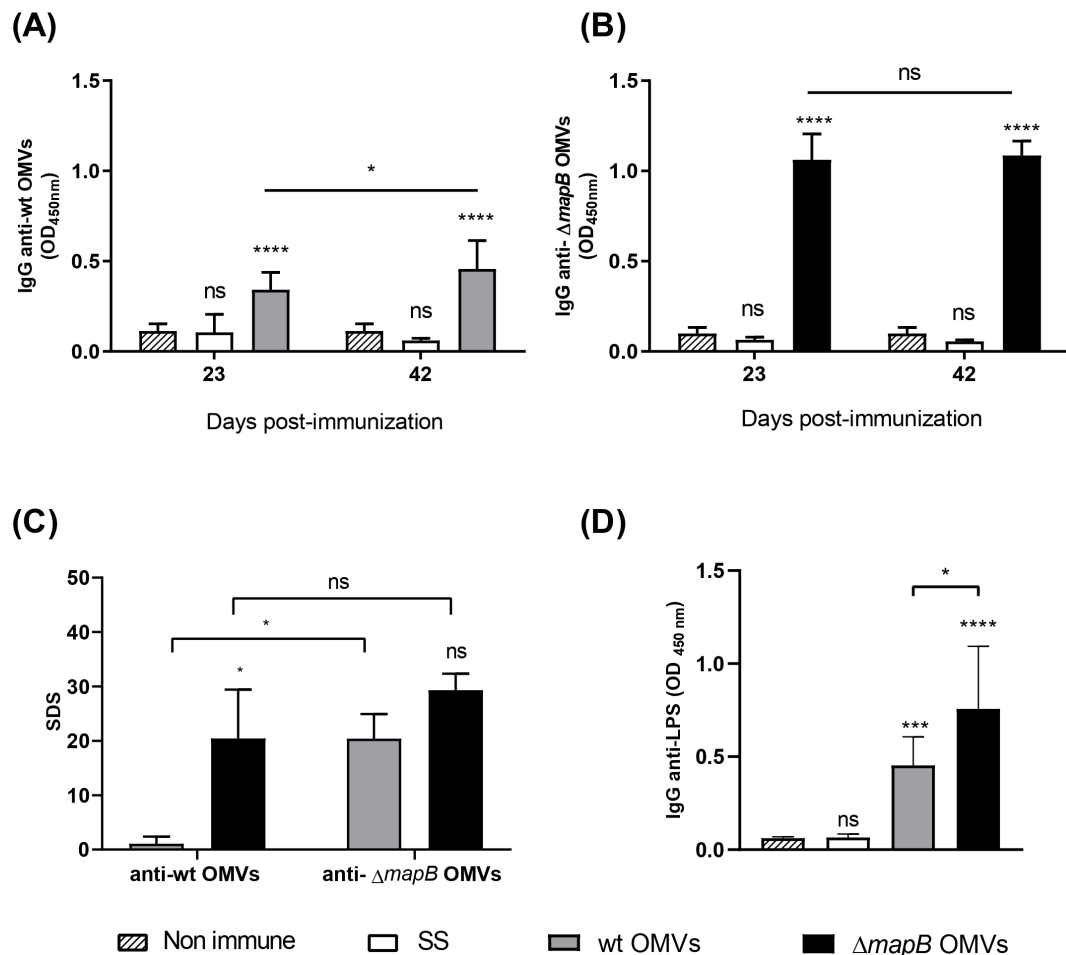 (A)
IgG anti-wt OMVs
(OD450nm)
1.5
1.0
0.5
0.0
*
ns
****
ns
****
23
42
Days post-immunization
(B)
IgG anti- ΔmapB OMVs
(OD450nm)
1.5
1.0
0.5
0.0
ns
ns
****
ns
****
23
42
Days post-immunization
(C)
SDS
50
40
30
20
10
0
ns
*
*
ns
anti-wt OMVs
anti- ΔmapB OMVs
(D)
IgG anti-LPS (OD 450 nm)
1.5
1.0
0.5
0.0
*
ns
***
****
Non immune
SS
wt OMVs
ΔmapB OMVs